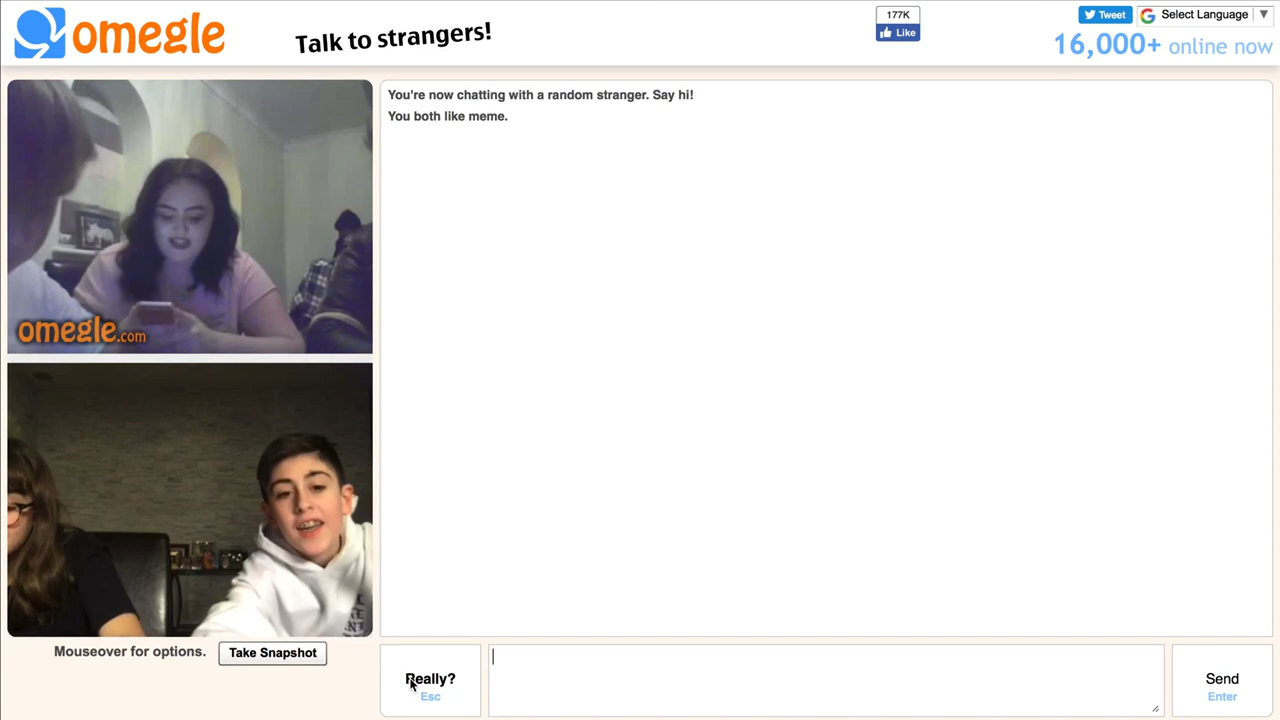 omegle
Talk to strangers!
177K
Like
Tweet
Select Language
16,000+ online now
omegle.com
You're now chatting with a random stranger. Say hi!
You both like meme.
Mouseover for options.
Take Snapshot
Really?
Esc
Send
Enter